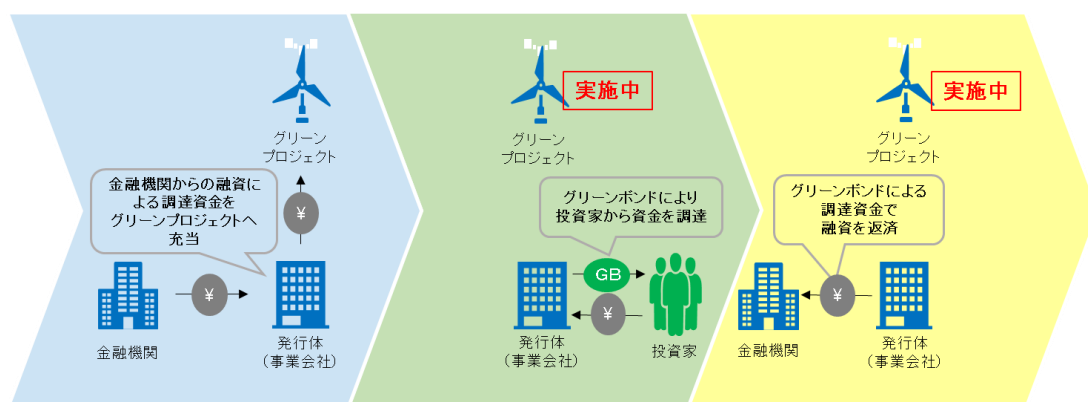 グリーン
プロジェクト
金融機関からの融資に
よる調達資金を
グリーンプロジェクトへ
充当
¥
¥
金融機関
発行体
(事業会社)
実施中
グリーン
プロジェクト
グリーンボンドにより
投資家から資金を調達
GB
¥
発行体
(事業会社)
投資家
実施中
グリーン
プロジェクト
グリーンボンドによる
調達資金で
融資を返済
¥
金融機関
発行体
(事業会社)